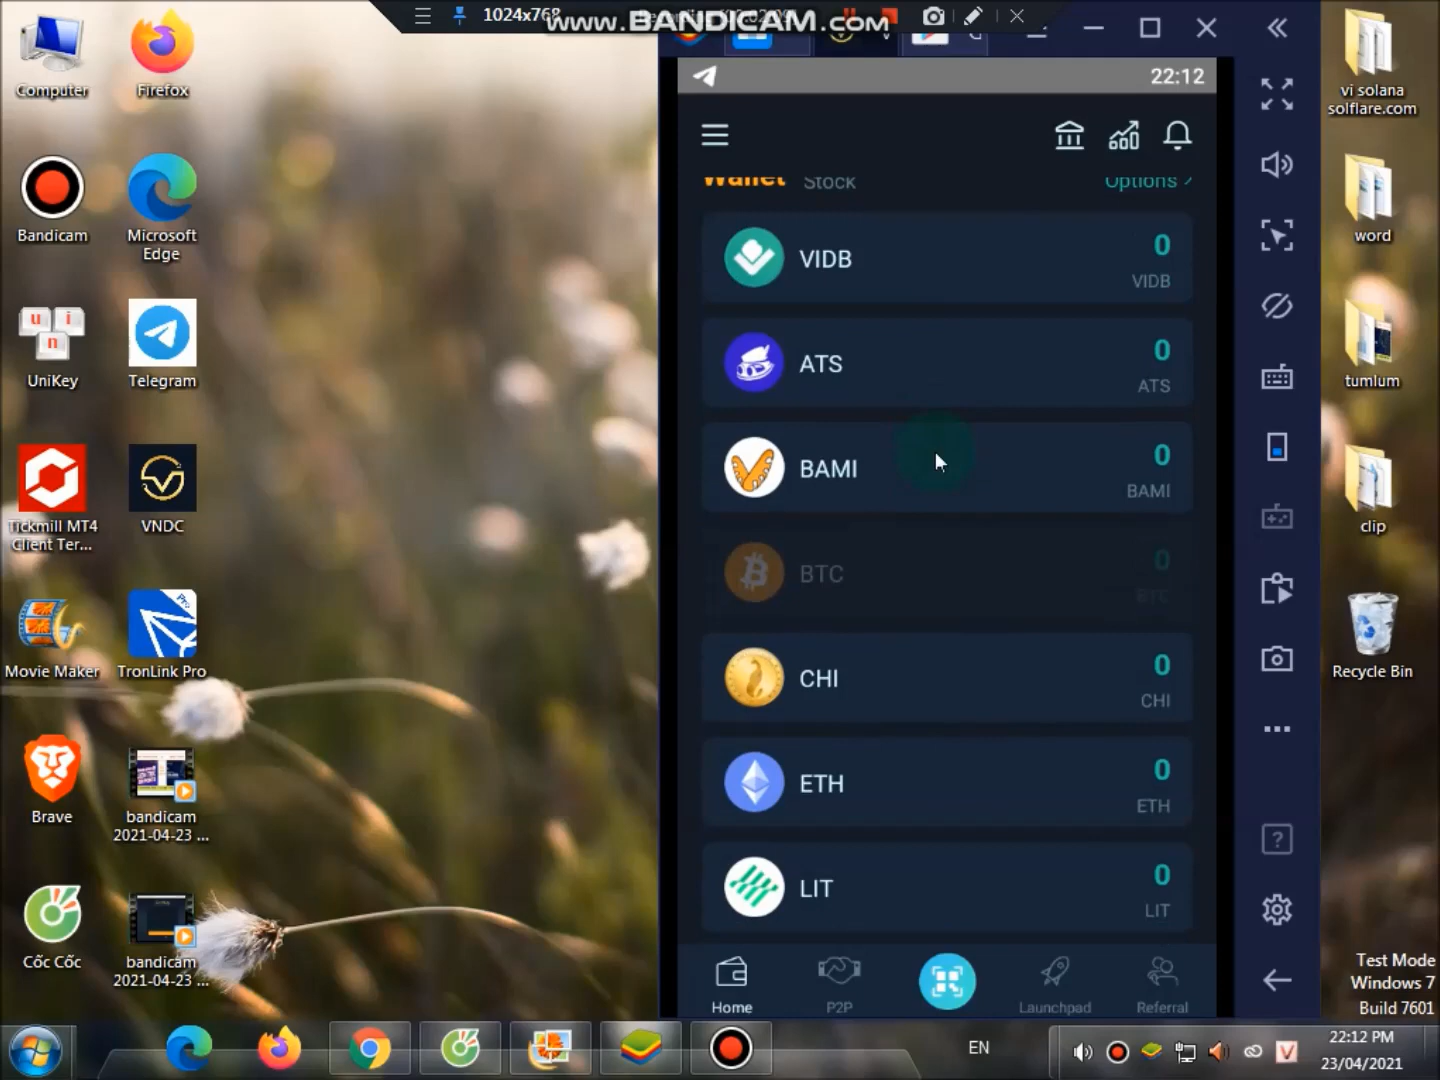 1024x768
www.BANDICAM.com
Computer
Firefox
vi solana
solflare.com
22:12
Wallet
Stock
Options
VIDB
0
VIDB
ATS
0
ATS
BAMI
0
BAMI
BTC
0
BTC
CHI
0
CHI
ETH
0
ETH
LIT
0
LIT
Home
P2P
Launchpad
Referral
Bandicam
Microsoft
Edge
word
u i
n
UniKey
Telegram
tumlum
Tickmill MT4
Client Ter...
VNDC
clip
Movie Maker
Pro
TronLink Pro
Recycle Bin
Brave
bandicam
2021-04-23 ...
Cốc Cốc
bandicam
2021-04-23 ...
Test Mode
Windows 7
Build 7601
EN
V
22:12 PM
23/04/2021